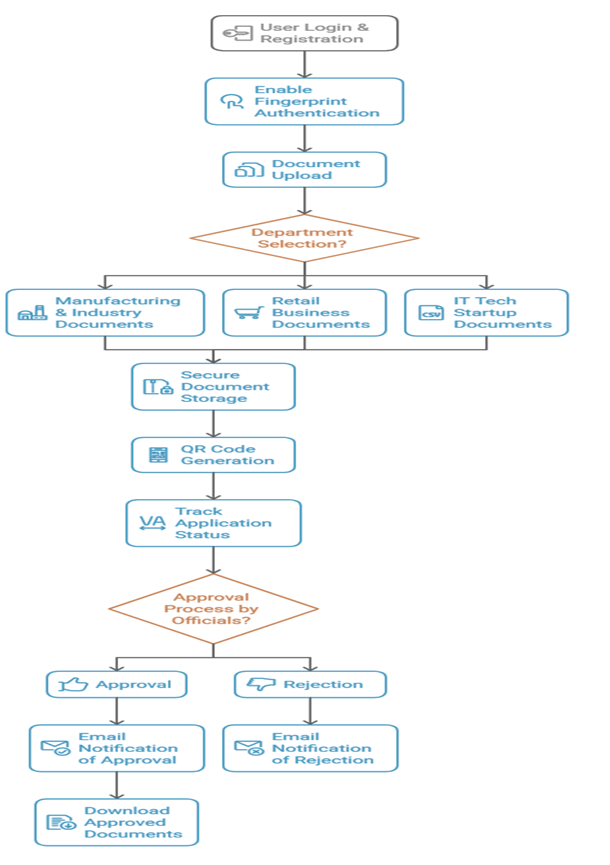 User Login &
Registration
Enable
Fingerprint
Authentication
Document
Upload
Department
Selection?
Manufacturing
& Industry
Documents
Retail
Business
Documents
CSV
IT Tech
Startup
Documents
Secure
Document
Storage
QR Code
Generation
VA
Track
Application
Status
Approval
Process by
Officials?
Approval
Rejection
Email
Notification
of Approval
Email
Notification
of Rejection
Download
Approved
Documents